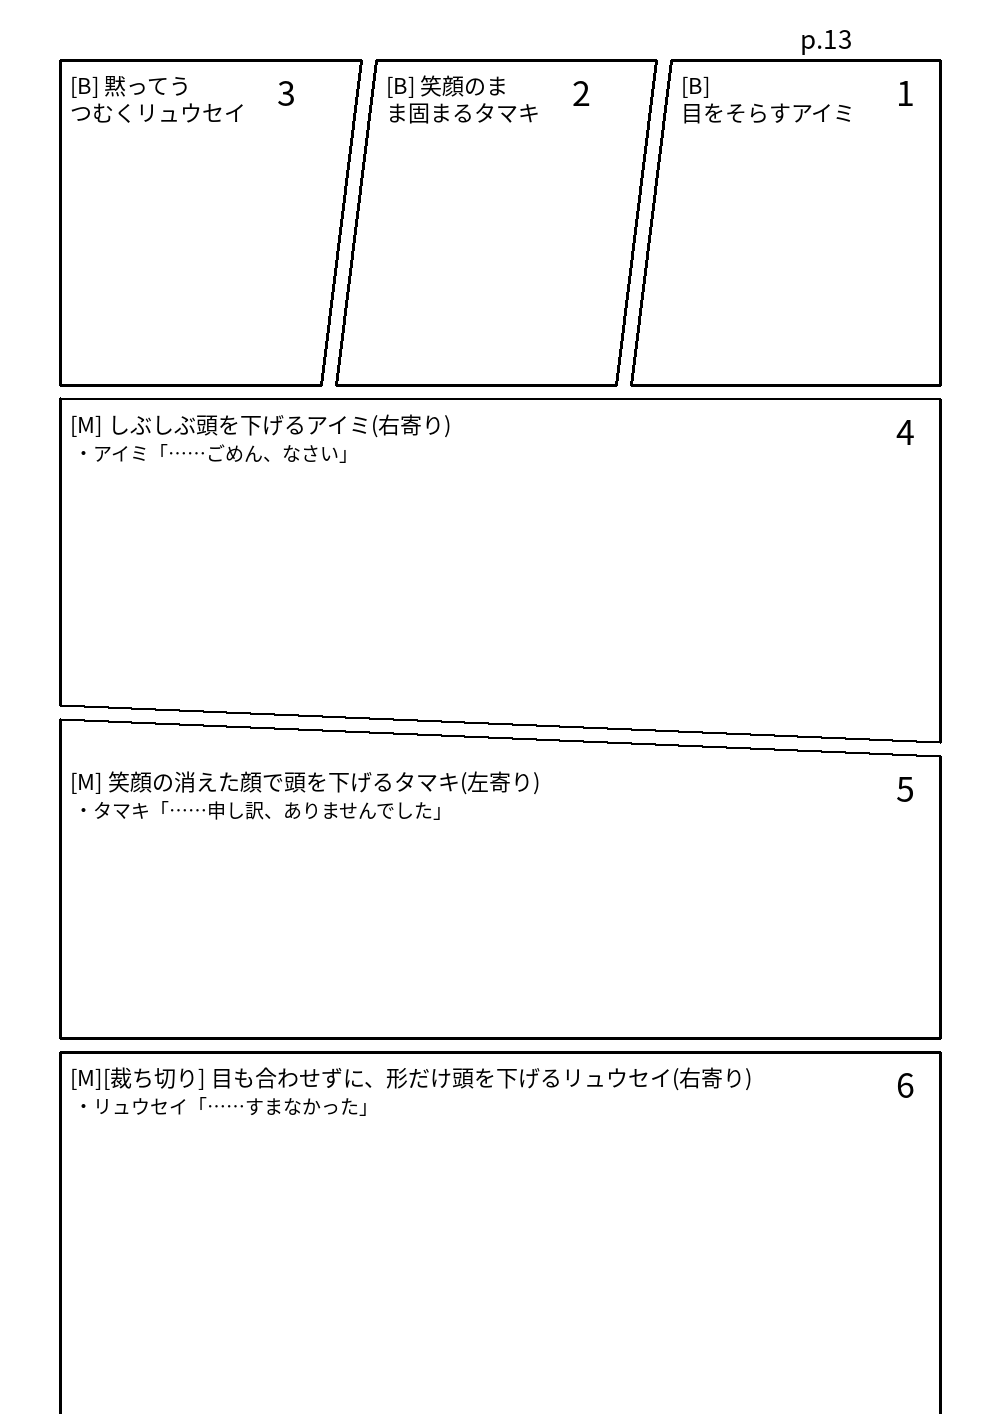 p.13
[B]
目をそらすアイミ
1
[B] 笑顔のま
ま固まるタマキ
2
[B] 黙ってう
つむくリュウセイ
3
[M] しぶしぶ頭を下げるアイミ(右寄り)
・アイミ「……ごめん、なさい」
4
[M] 笑顔の消えた顔で頭を下げるタマキ(左寄り)
・タマキ「……申し訳、ありませんでした」
5
[M][裁ち切り] 目も合わせずに、形だけ頭を下げるリュウセイ(右寄り)
・リュウセイ「……すまなかった」
6